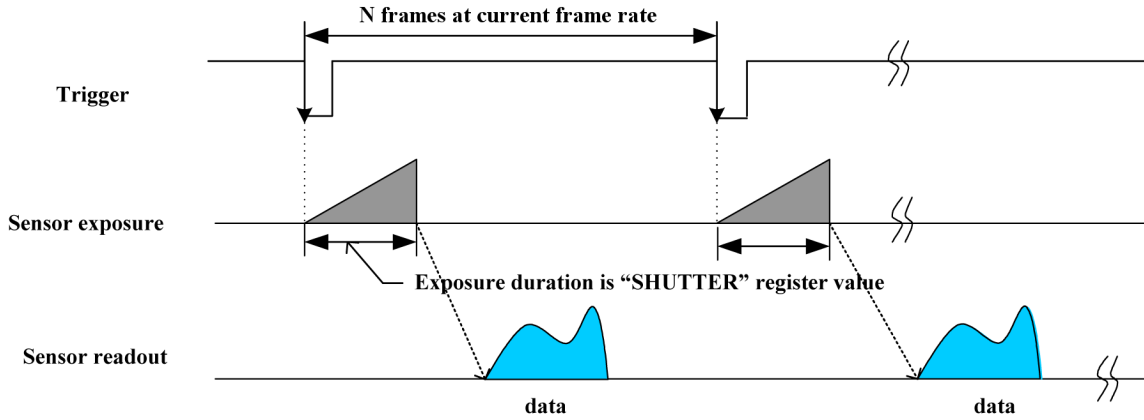 N frames at current frame rate
Trigger
Sensor exposure
Exposure duration is “SHUTTER” register value
Sensor readout
data
data